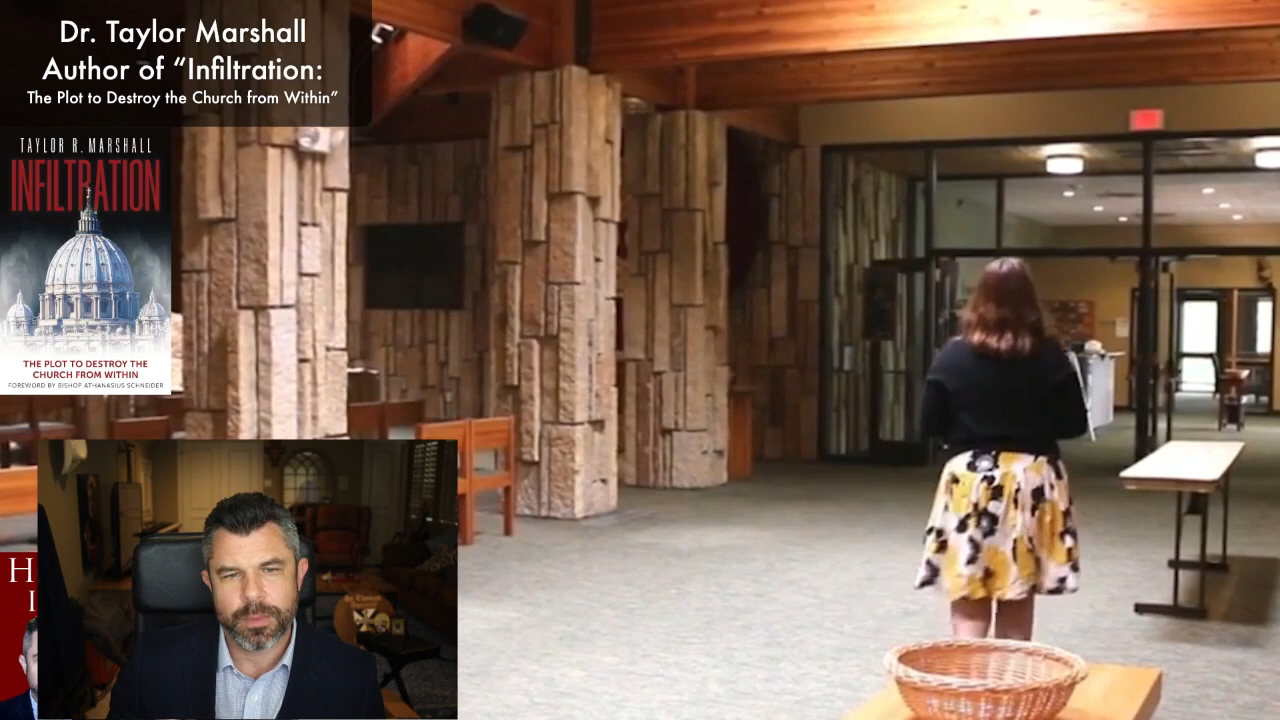 Dr. Taylor Marshall
Author of “Infiltration:
The Plot to Destroy the Church from Within”
TAYLOR R. MARSHALL
INFILTRATION
THE PLOT TO DESTROY THE
CHURCH FROM WITHIN
FOREWORD BY BISHOP ATHANASIUS SCHNEIDER
H
I